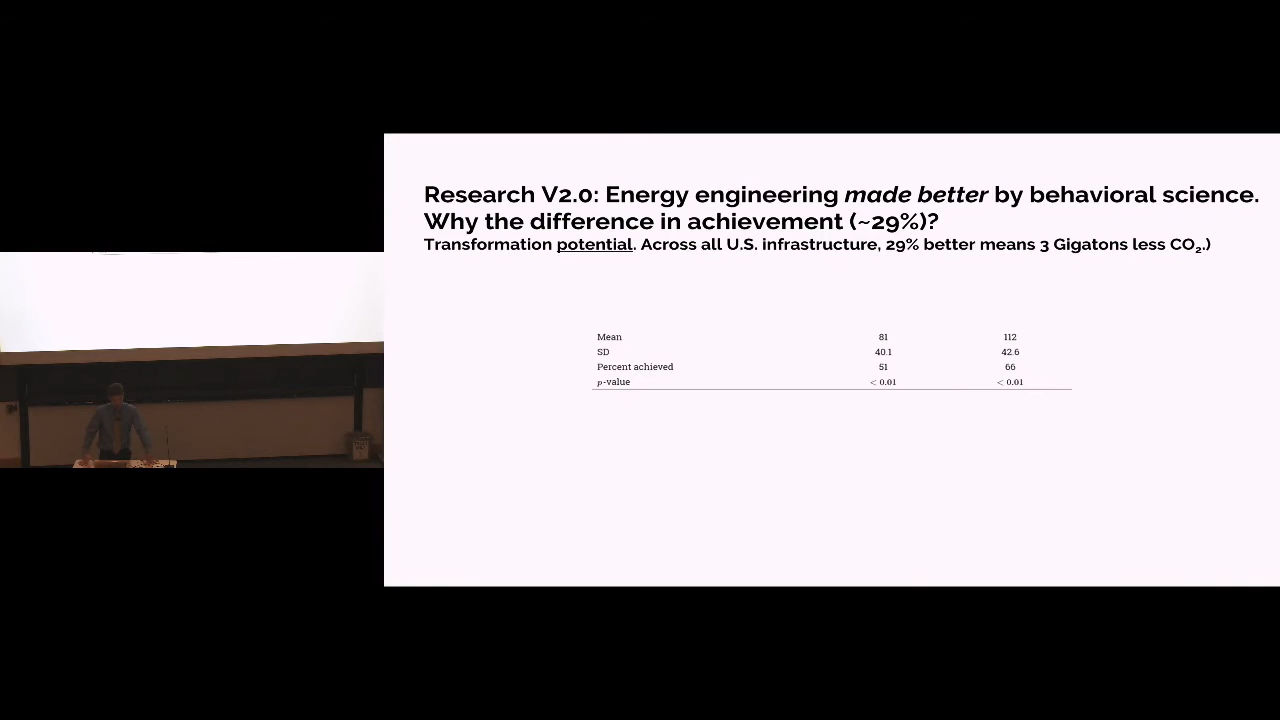 Research V2.0: Energy engineering made better by behavioral science.
Why the difference in achievement (~29%)?
Transformation potential. Across all U.S. infrastructure, 29% better means 3 Gigatons less CO₂.)
Mean 81 112
SD 40.1 42.6
Percent achieved 51 66
p-value < 0.01 < 0.01